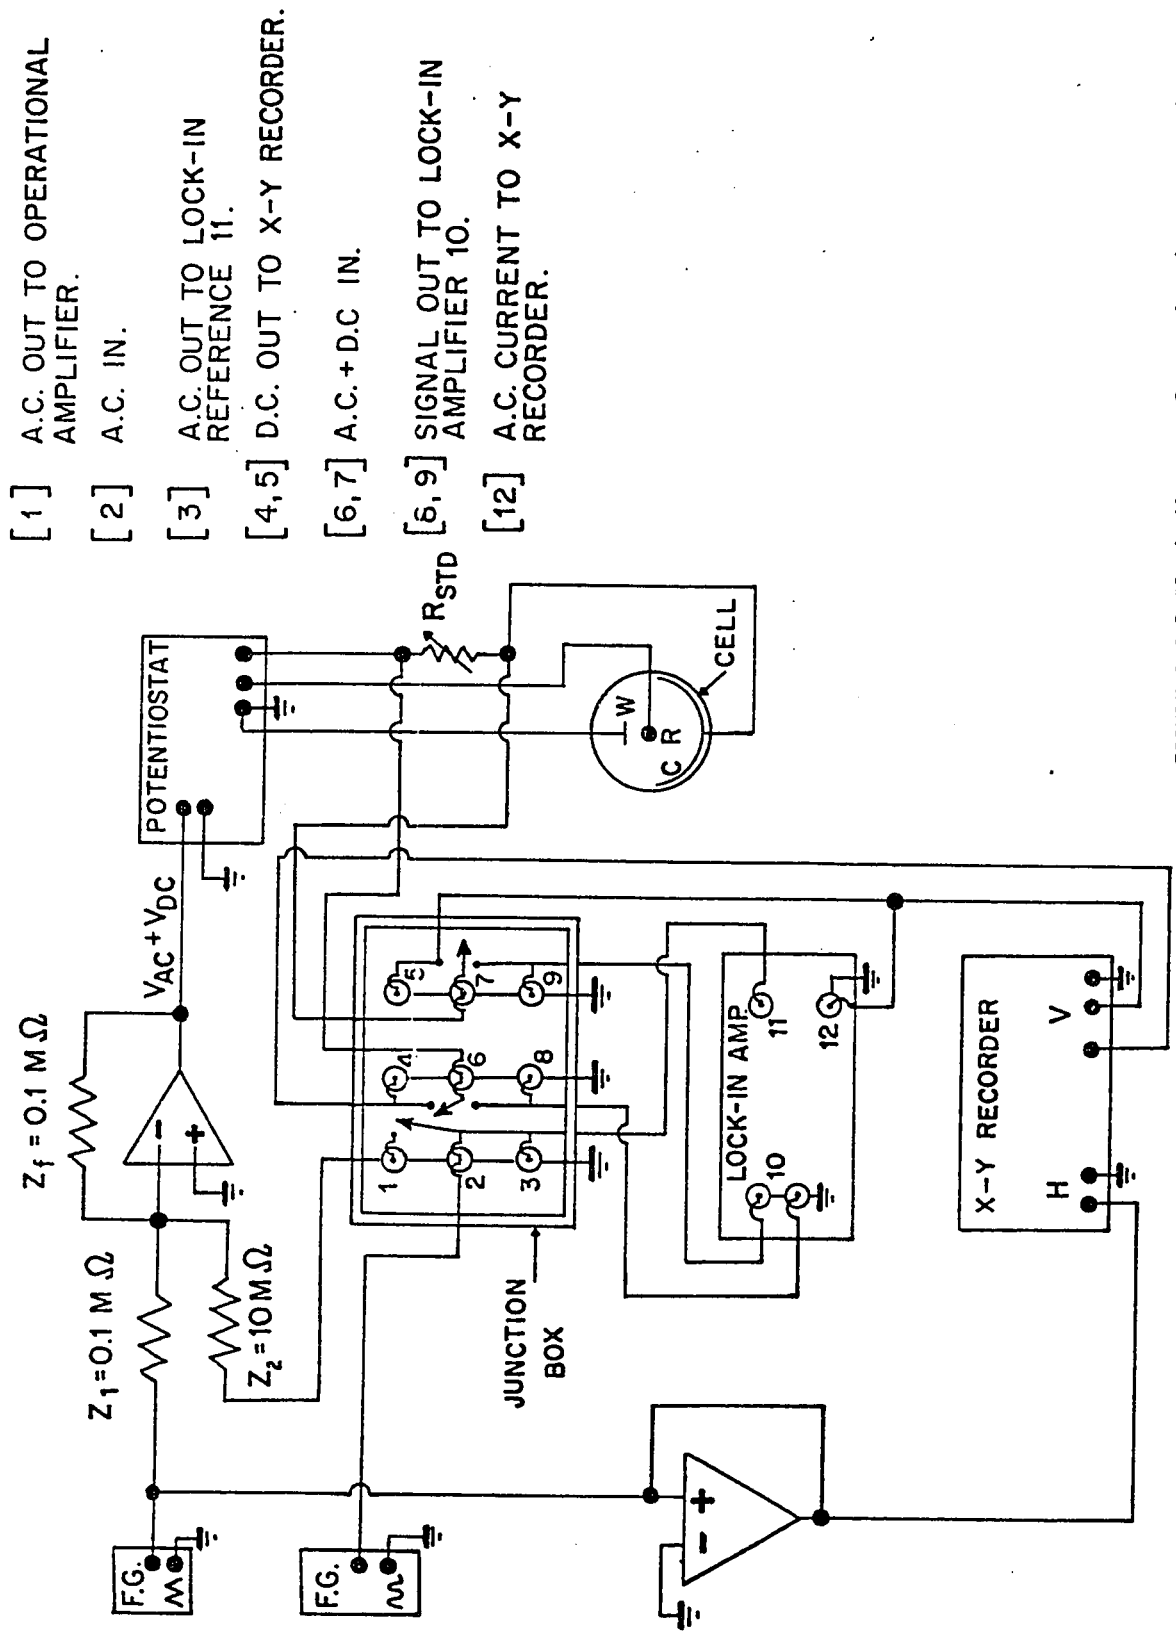 [1] A.C. OUT TO OPERATIONAL
AMPLIFIER.
[2] A.C. IN.
[3] A.C. OUT TO LOCK-IN
REFERENCE 11.
[4,5] D.C. OUT TO X-Y RECORDER.
[6,7] A.C.+D.C IN.
[8,9] SIGNAL OUT TO LOCK-IN
AMPLIFIER 10.
[12] A.C. CURRENT TO X-Y
RECORDER.
POTENTIOSTAT
RSTD
W
C R
CELL
VAC+VDC
Zf = 0.1 MΩ
-
+
Z1=0.1 MΩ
Z2=10MΩ
F.G.
F.G.
1
2
3
4
6
8
5
7
9
JUNCTION
BOX
LOCK-IN AMP.
10
11
12
X-Y RECORDER
H
V
-
+